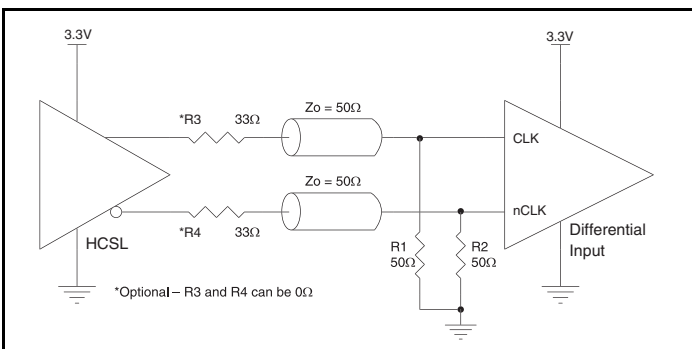 3.3V
3.3V
*R3
33Ω
Zo = 50Ω
CLK
Zo = 50Ω
nCLK
*R4
33Ω
HCSL
R1
50Ω
R2
50Ω
Differential
Input
*Optional – R3 and R4 can be 0Ω